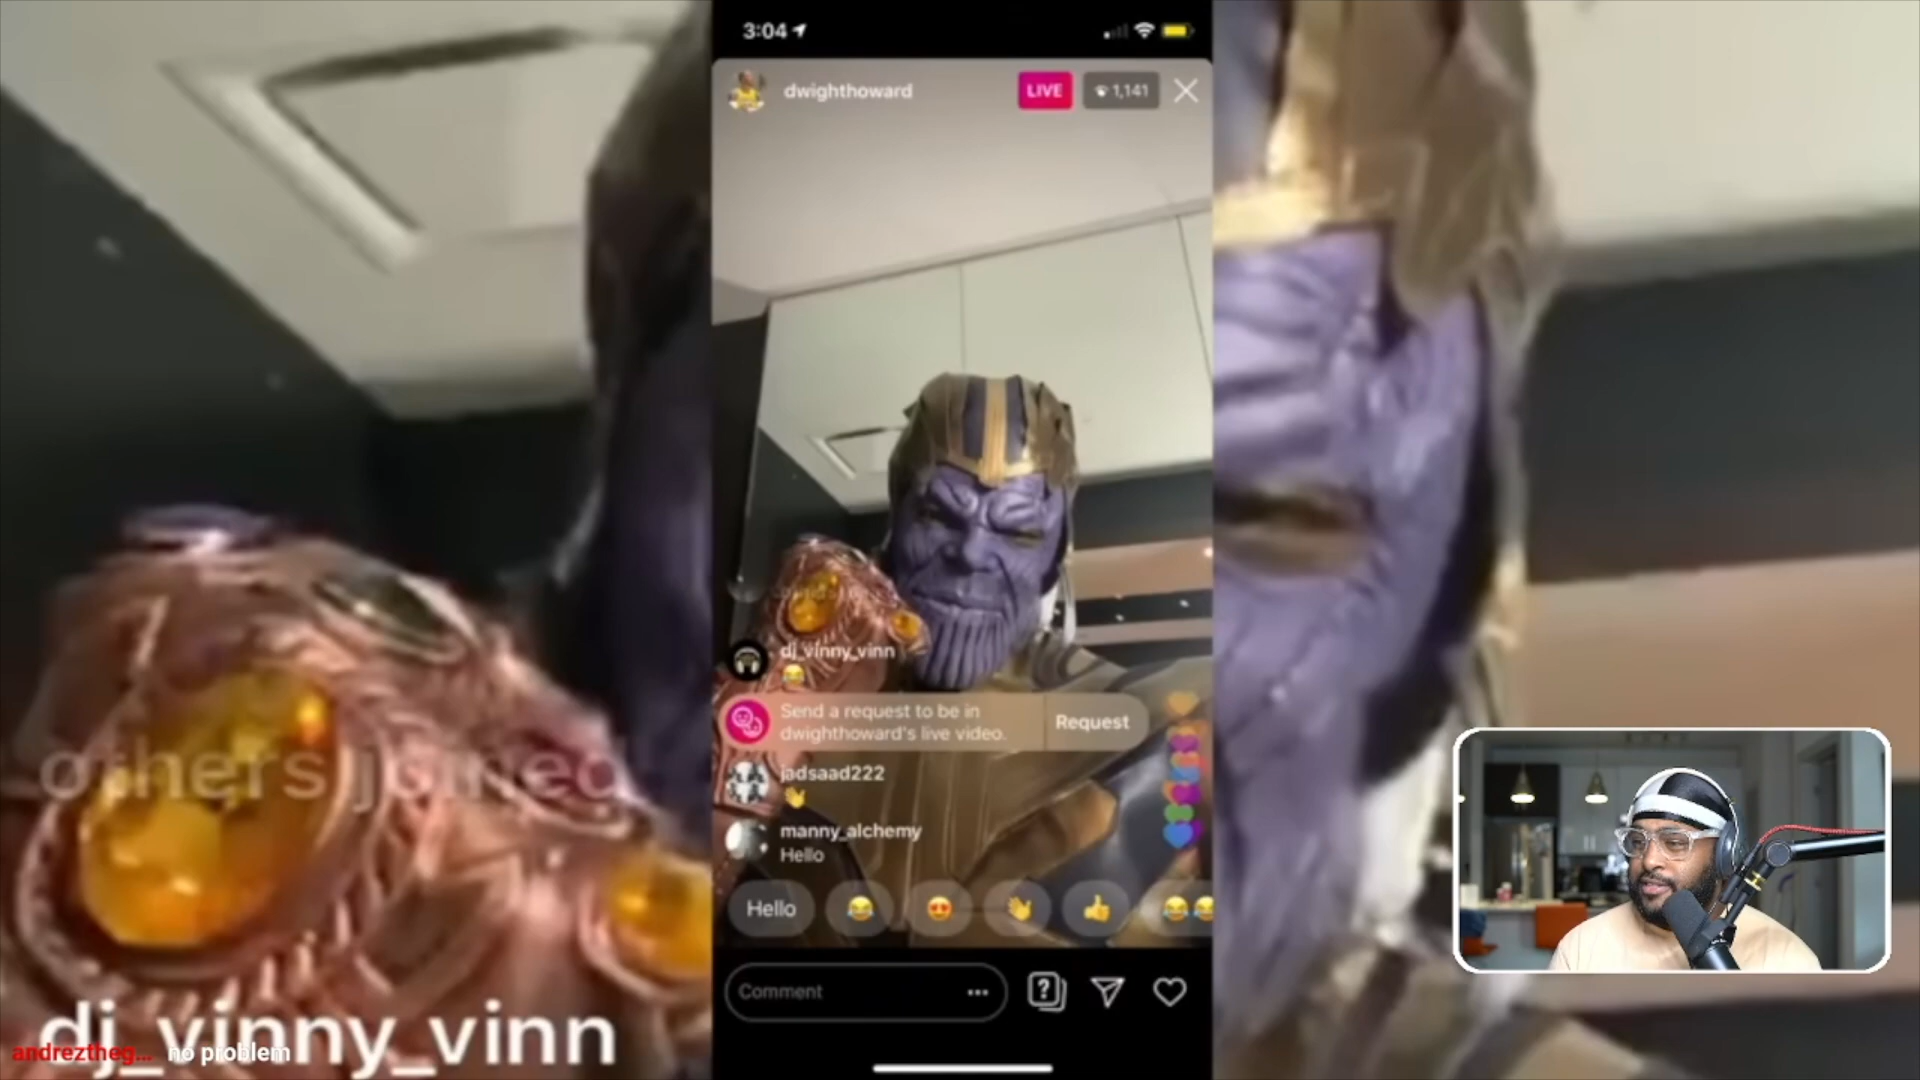 3:04
dwighthoward
LIVE
1,141
dj_vinny_vinn
Send a request to be in
dwighthoward's live video.
Request
jadsaad222
manny_alchemy
Hello
Hello
Comment
others joined
dj_vinny_vinn
andreztheg... no problem